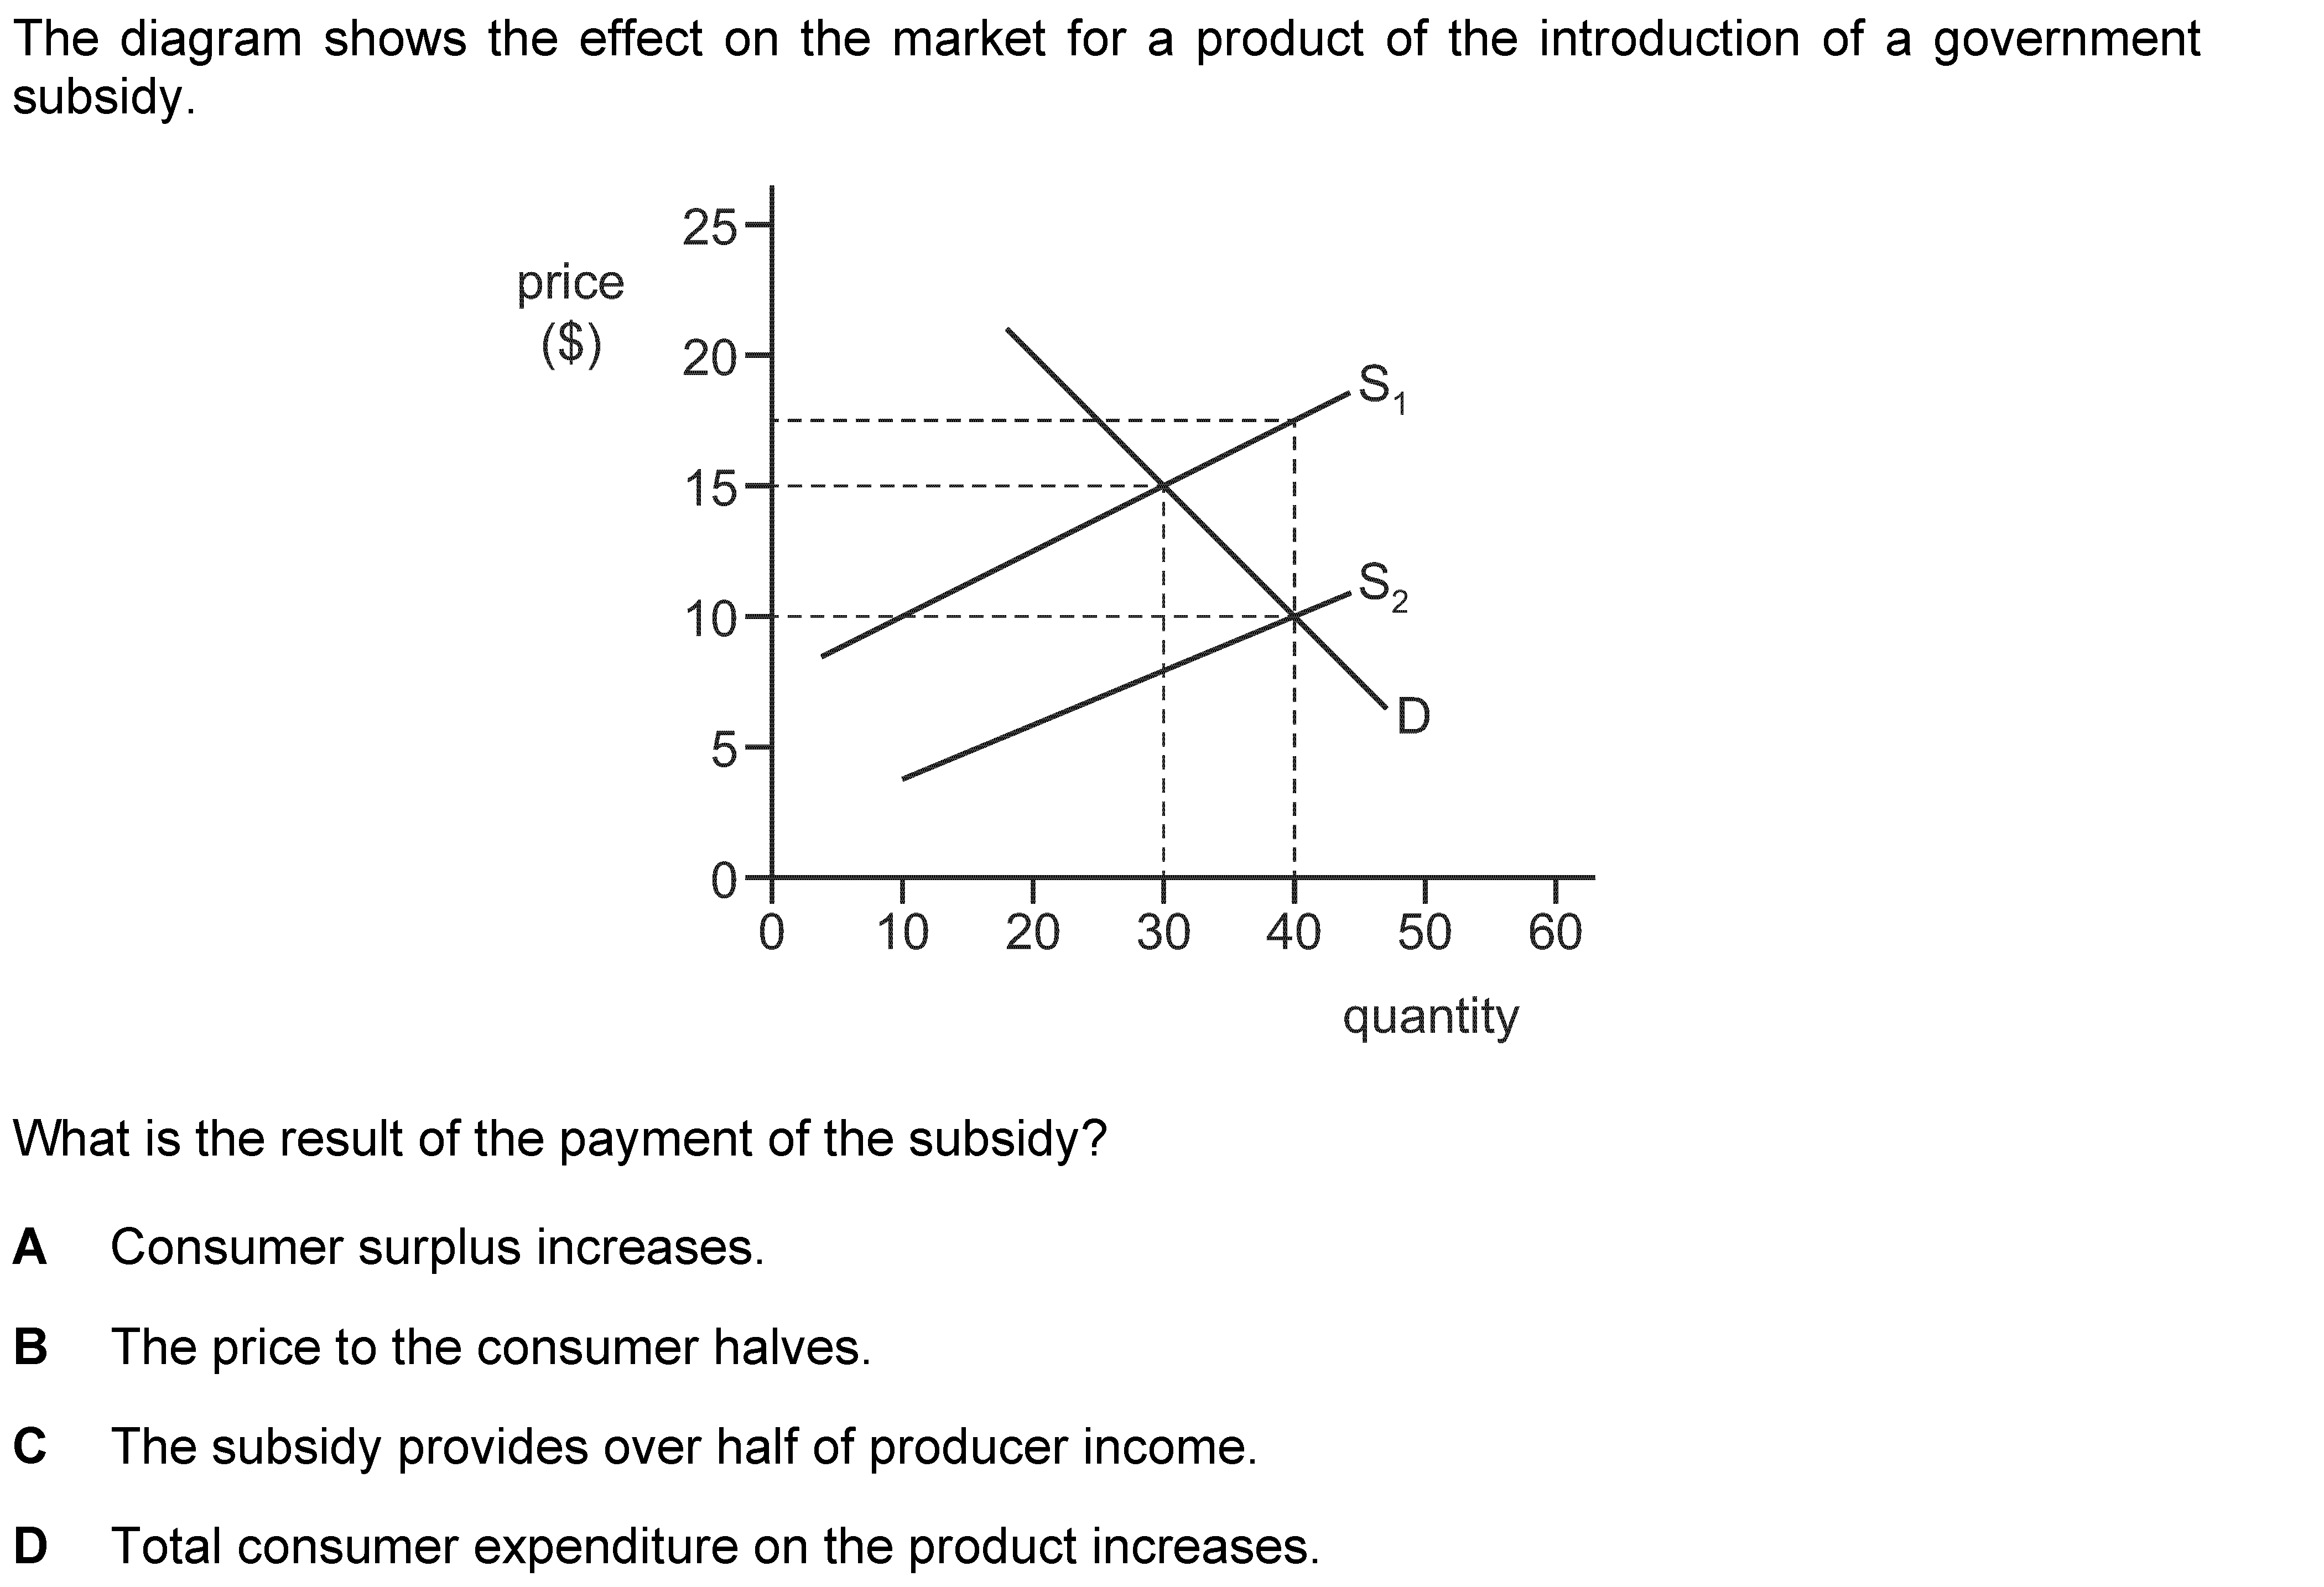 The diagram shows the effect on the market for a product of the introduction of a government
subsidy.
25
price
($)
20
S1
15
S2
10
D
5
0
0 10 20 30 40 50 60
quantity
What is the result of the payment of the subsidy?
A Consumer surplus increases.
B The price to the consumer halves.
C The subsidy provides over half of producer income.
D Total consumer expenditure on the product increases.